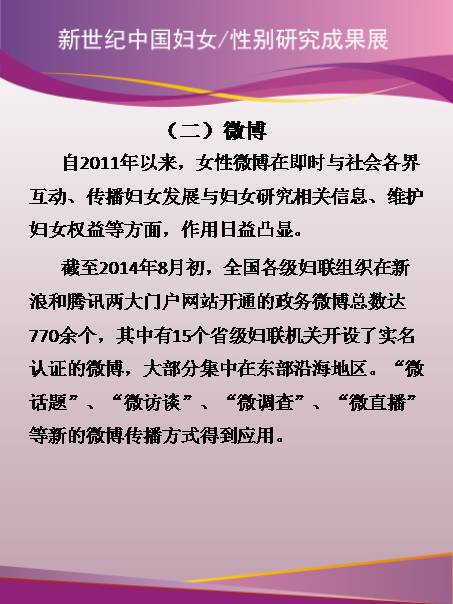 新世纪中国妇女/性别研究成果展
（二）微博
自2011年以来，女性微博在即时与社会各界
互动、传播妇女发展与妇女研究相关信息、维护
妇女权益等方面，作用日益凸显。
截至2014年8月初，全国各级妇联组织在新
浪和腾讯两大门户网站开通的政务微博总数达
770余个，其中有15个省级妇联机关开设了实名
认证的微博，大部分集中在东部沿海地区。“微
话题”、“微访谈”、“微调查”、“微直播”
等新的微博传播方式得到应用。